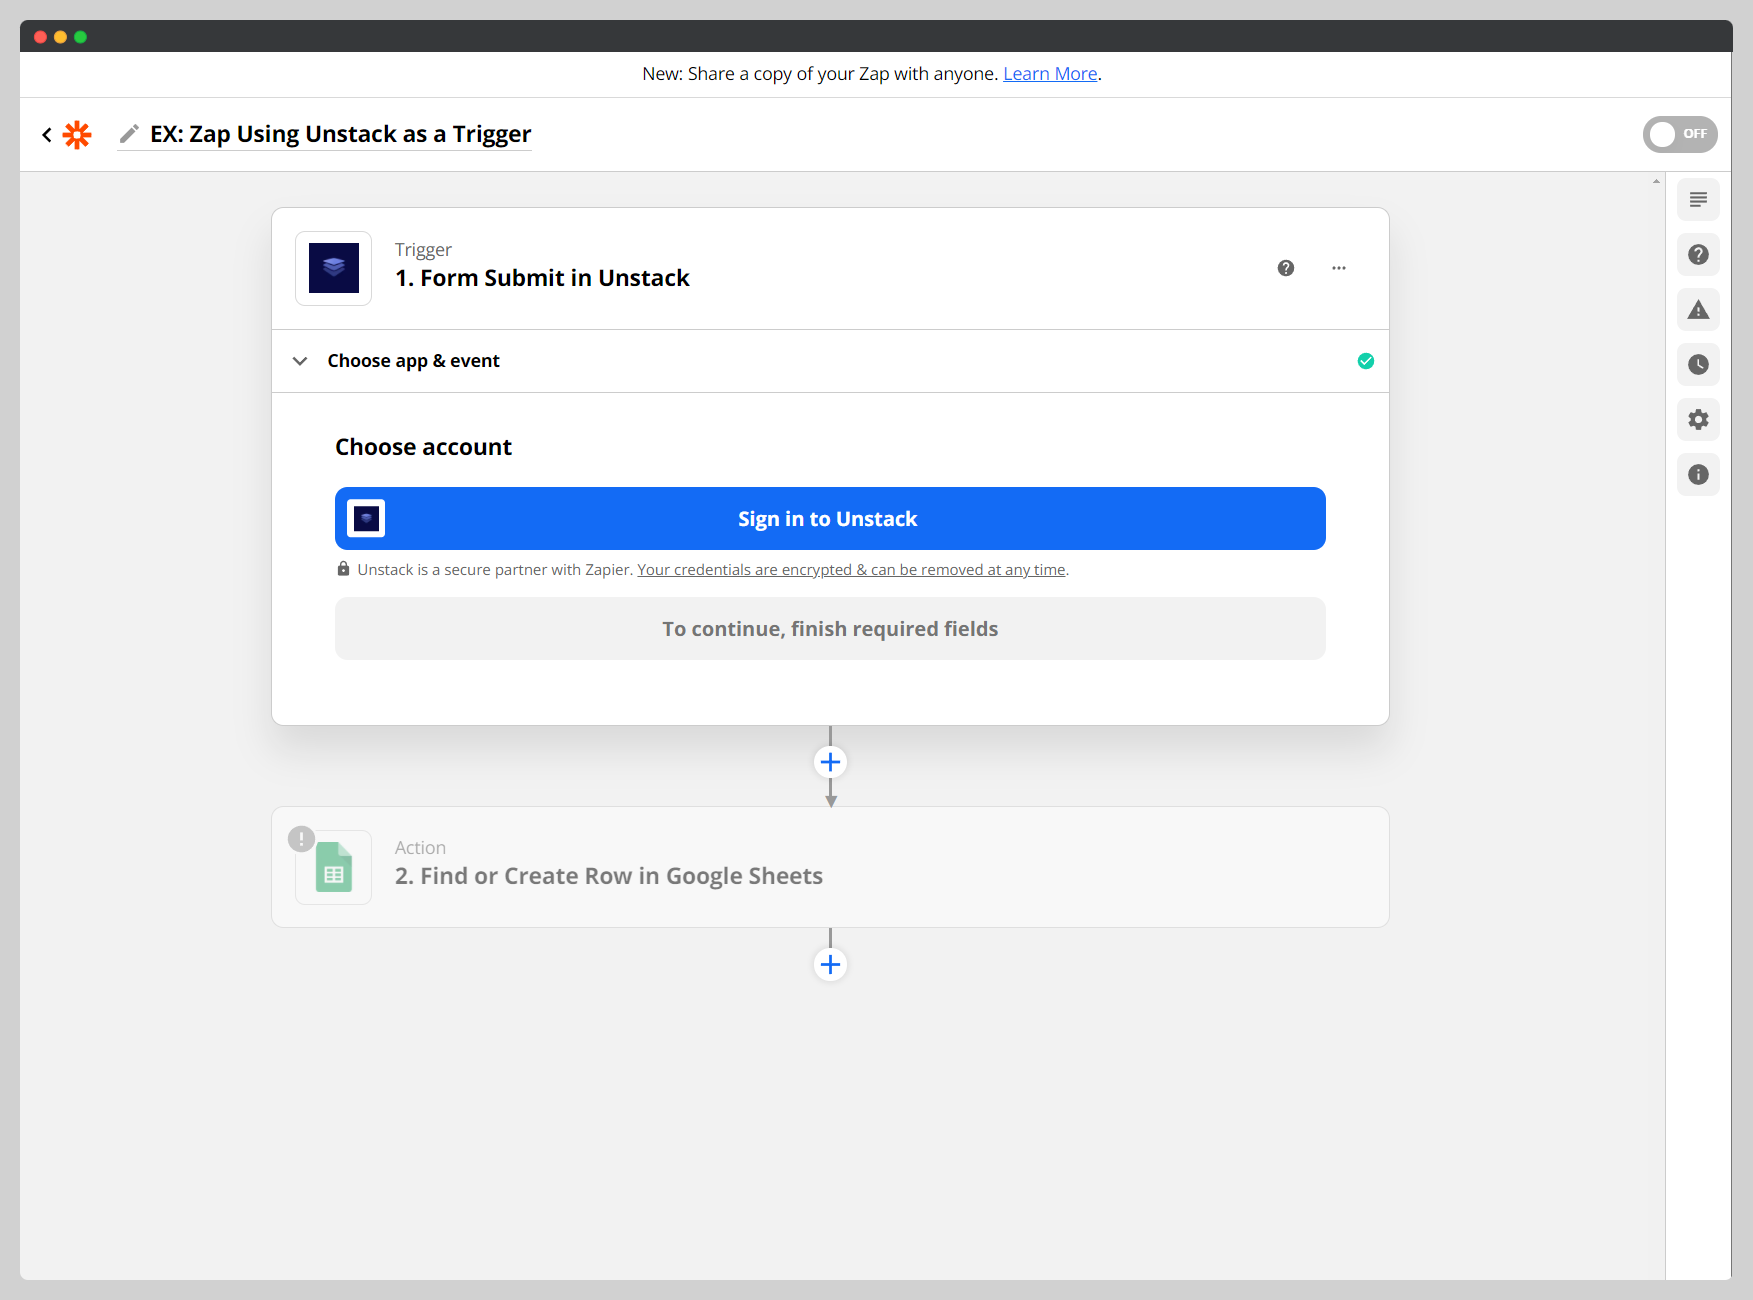 New: Share a copy of your Zap with anyone. Learn More.
EX: Zap Using Unstack as a Trigger
OFF
Trigger
1. Form Submit in Unstack
Choose app & event
Choose account
Sign in to Unstack
Unstack is a secure partner with Zapier. Your credentials are encrypted & can be removed at any time.
To continue, finish required fields
Action
2. Find or Create Row in Google Sheets